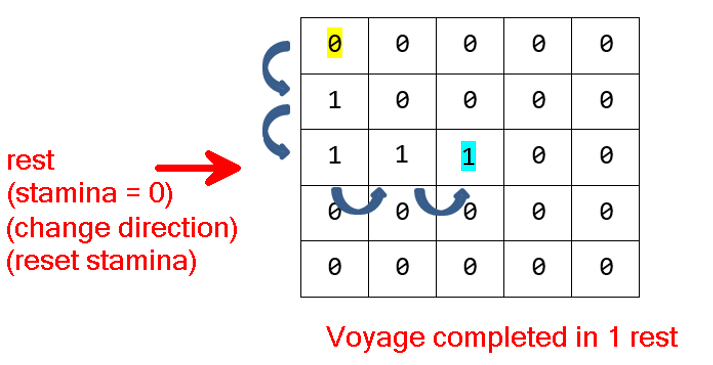 0 0 0 0 0
1 0 0 0 0
rest
(stamina = 0)
(change direction)
(reset stamina)
1 1 1 0 0
0 0 0 0 0
0 0 0 0 0
Voyage completed in 1 rest